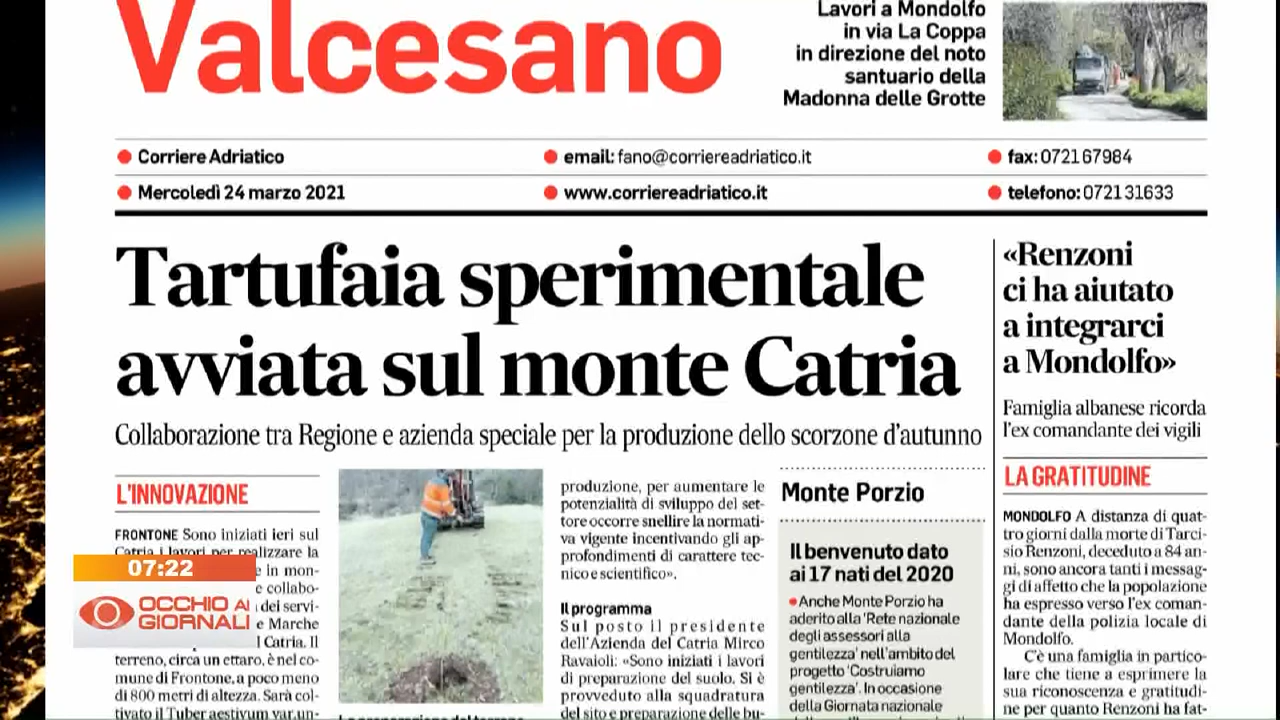 Valcesano
Lavori a Mondolfo
in via La Coppa
in direzione del noto
santuario della
Madonna delle Grotte
Corriere Adriatico
email: fano@corriereadriatico.it
fax: 072167984
Mercoledì 24 marzo 2021
www.corriereadriatico.it
telefono: 072131633
Tartufaia sperimentale
avviata sul monte Catria
Collaborazione tra Regione e azienda speciale per la produzione dello scorzone d'autunno
L'INNOVAZIONE
FRONTONE Sono iniziati ieri sul
Catria i lavori per realizzare la
e in mon-
e collabo-
dei servi-
e Marche
l Catria. Il
terreno, circa un ettaro, è nel co-
mune di Frontone, a poco meno
di 800 metri di altezza. Sarà col-
tivato il Tuber aestivum var.un-
07:22
OCCHIO AI
GIORNALI
produzione, per aumentare le
potenzialità di sviluppo del set-
tore occorre snellire la normati-
va vigente incentivando gli ap-
profondimenti di carattere tec-
nico e scientifico».
Il programma
Sul posto il presidente
dell'Azienda del Catria Mirco
Ravaioli: «Sono iniziati i lavori
di preparazione del suolo. Si è
provveduto alla squadratura
del sito e preparazione delle bu-
Monte Porzio
Il benvenuto dato
ai 17 nati del 2020
Anche Monte Porzio ha
aderito alla 'Rete nazionale
degli assessori alla
gentilezza' nell'ambito del
progetto 'Costruiamo
gentilezza'. In occasione
della Giornata nazionale
«Renzoni
ci ha aiutato
a integrarci
a Mondolfo»
Famiglia albanese ricorda
l'ex comandante dei vigili
LA GRATITUDINE
MONDOLFO A distanza di quat-
tro giorni dalla morte di Tarci-
sio Renzoni, deceduto a 84 an-
ni, sono ancora tanti i messag-
gi di affetto che la popolazione
ha espresso verso l'ex coman-
dante della polizia locale di
Mondolfo.
C'è una famiglia in partico-
lare che tiene a esprimere la
sua riconoscenza e gratitudi-
ne per quanto Renzoni ha fat-